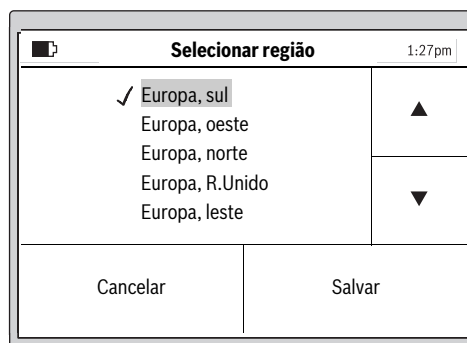 Selecionar região 1:27pm
Europa, sul
Europa, oeste
Europa, norte
Europa, R.Unido
Europa, leste
Cancelar Salvar